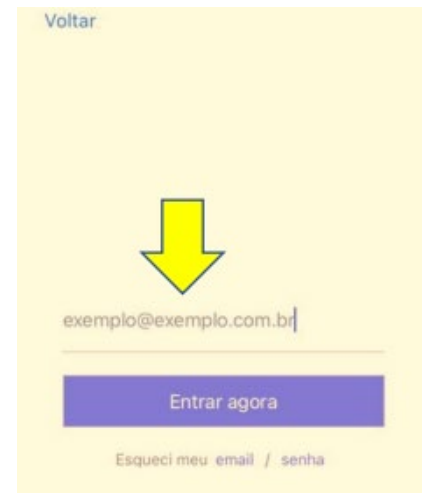 Voltar
exemplo@exemplo.com.br
Entrar agora
Esqueci meu email / senha